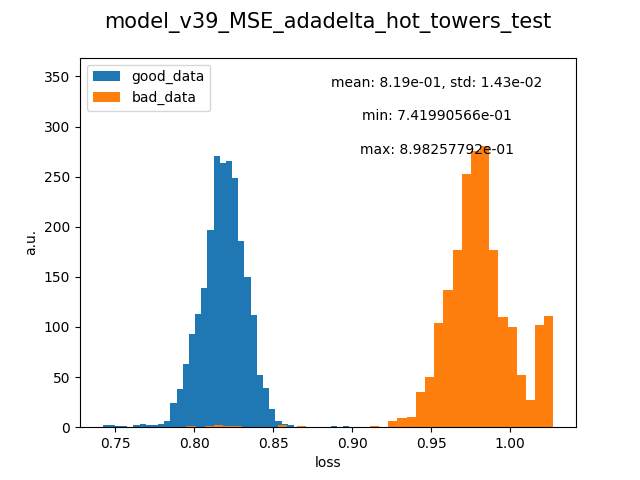 model_v39_MSE_adadelta_hot_towers_test
good_data
bad_data
mean: 8.19e-01, std: 1.43e-02
min: 7.41990566e-01
max: 8.98257792e-01
350
300
250
200
150
100
50
0
a.u.
0.75 0.80 0.85 0.90 0.95 1.00
loss